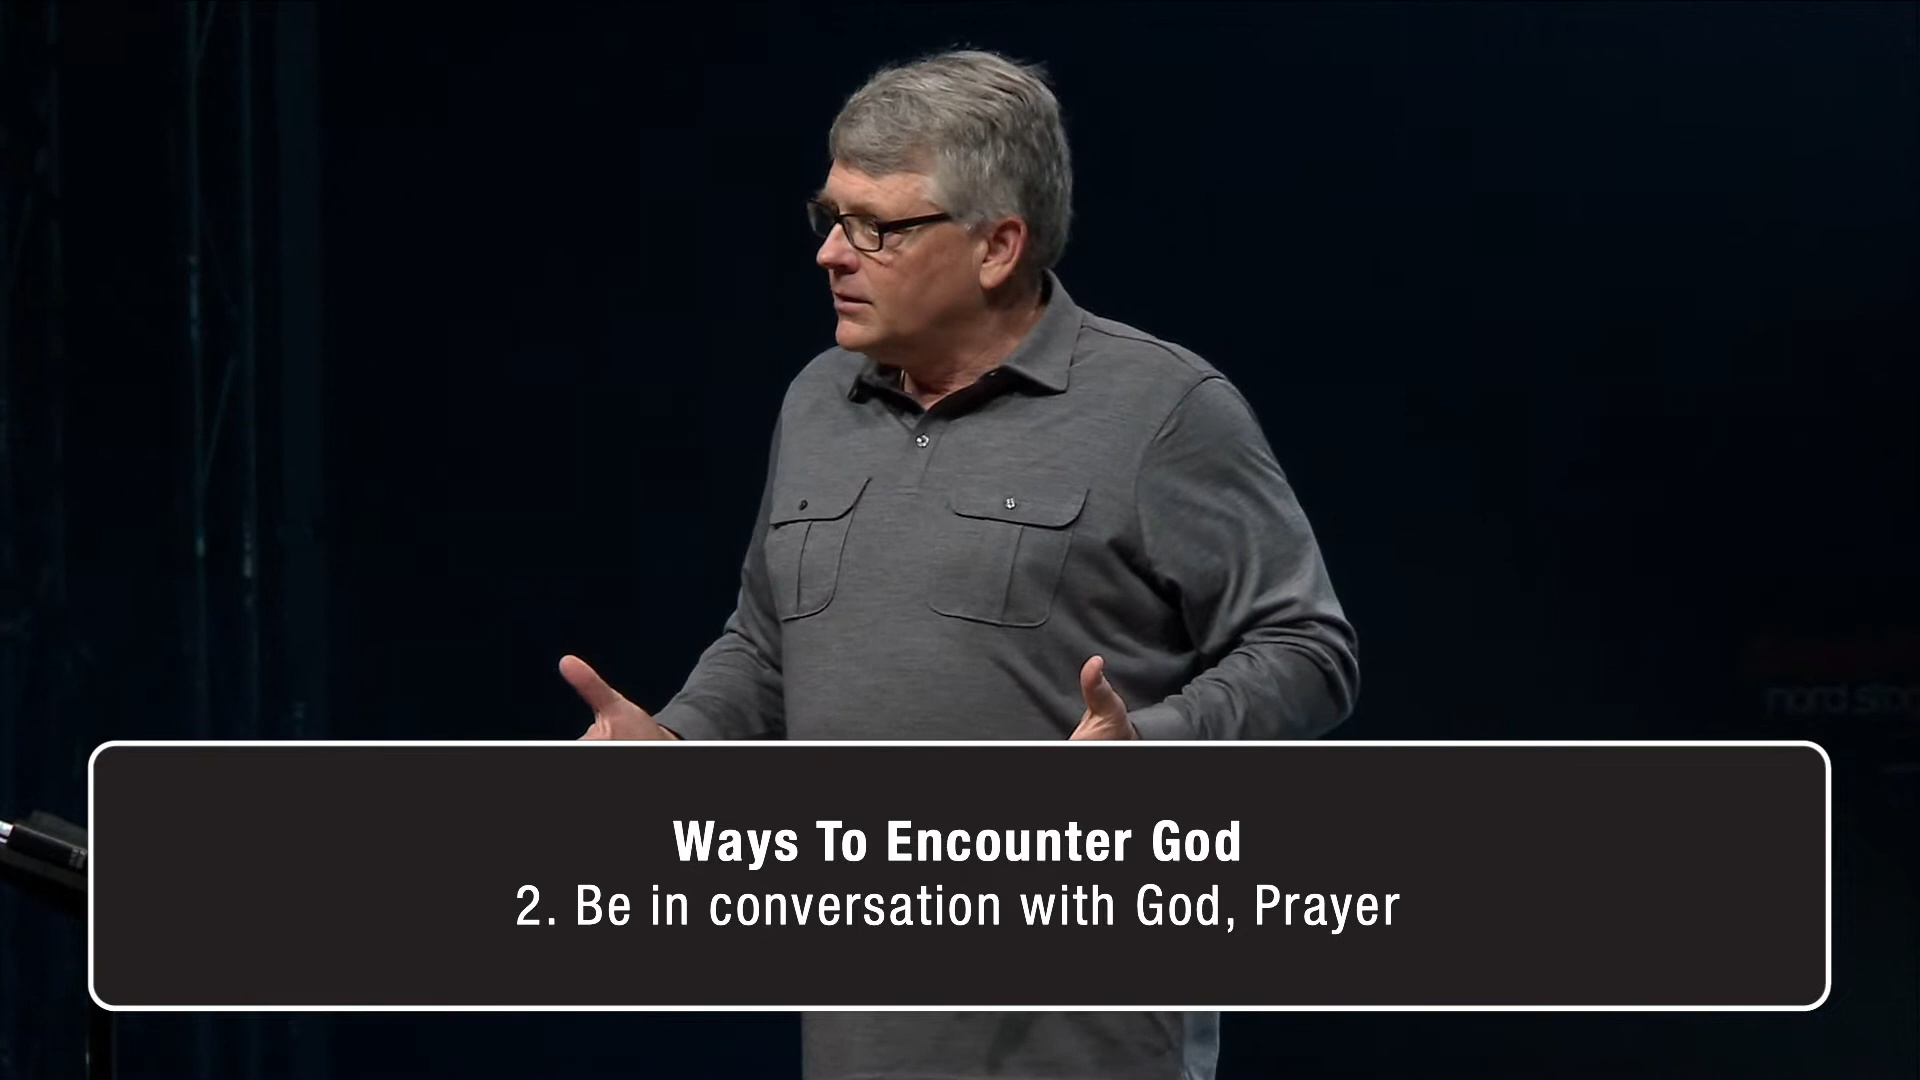 Ways To Encounter God
2. Be in conversation with God, Prayer